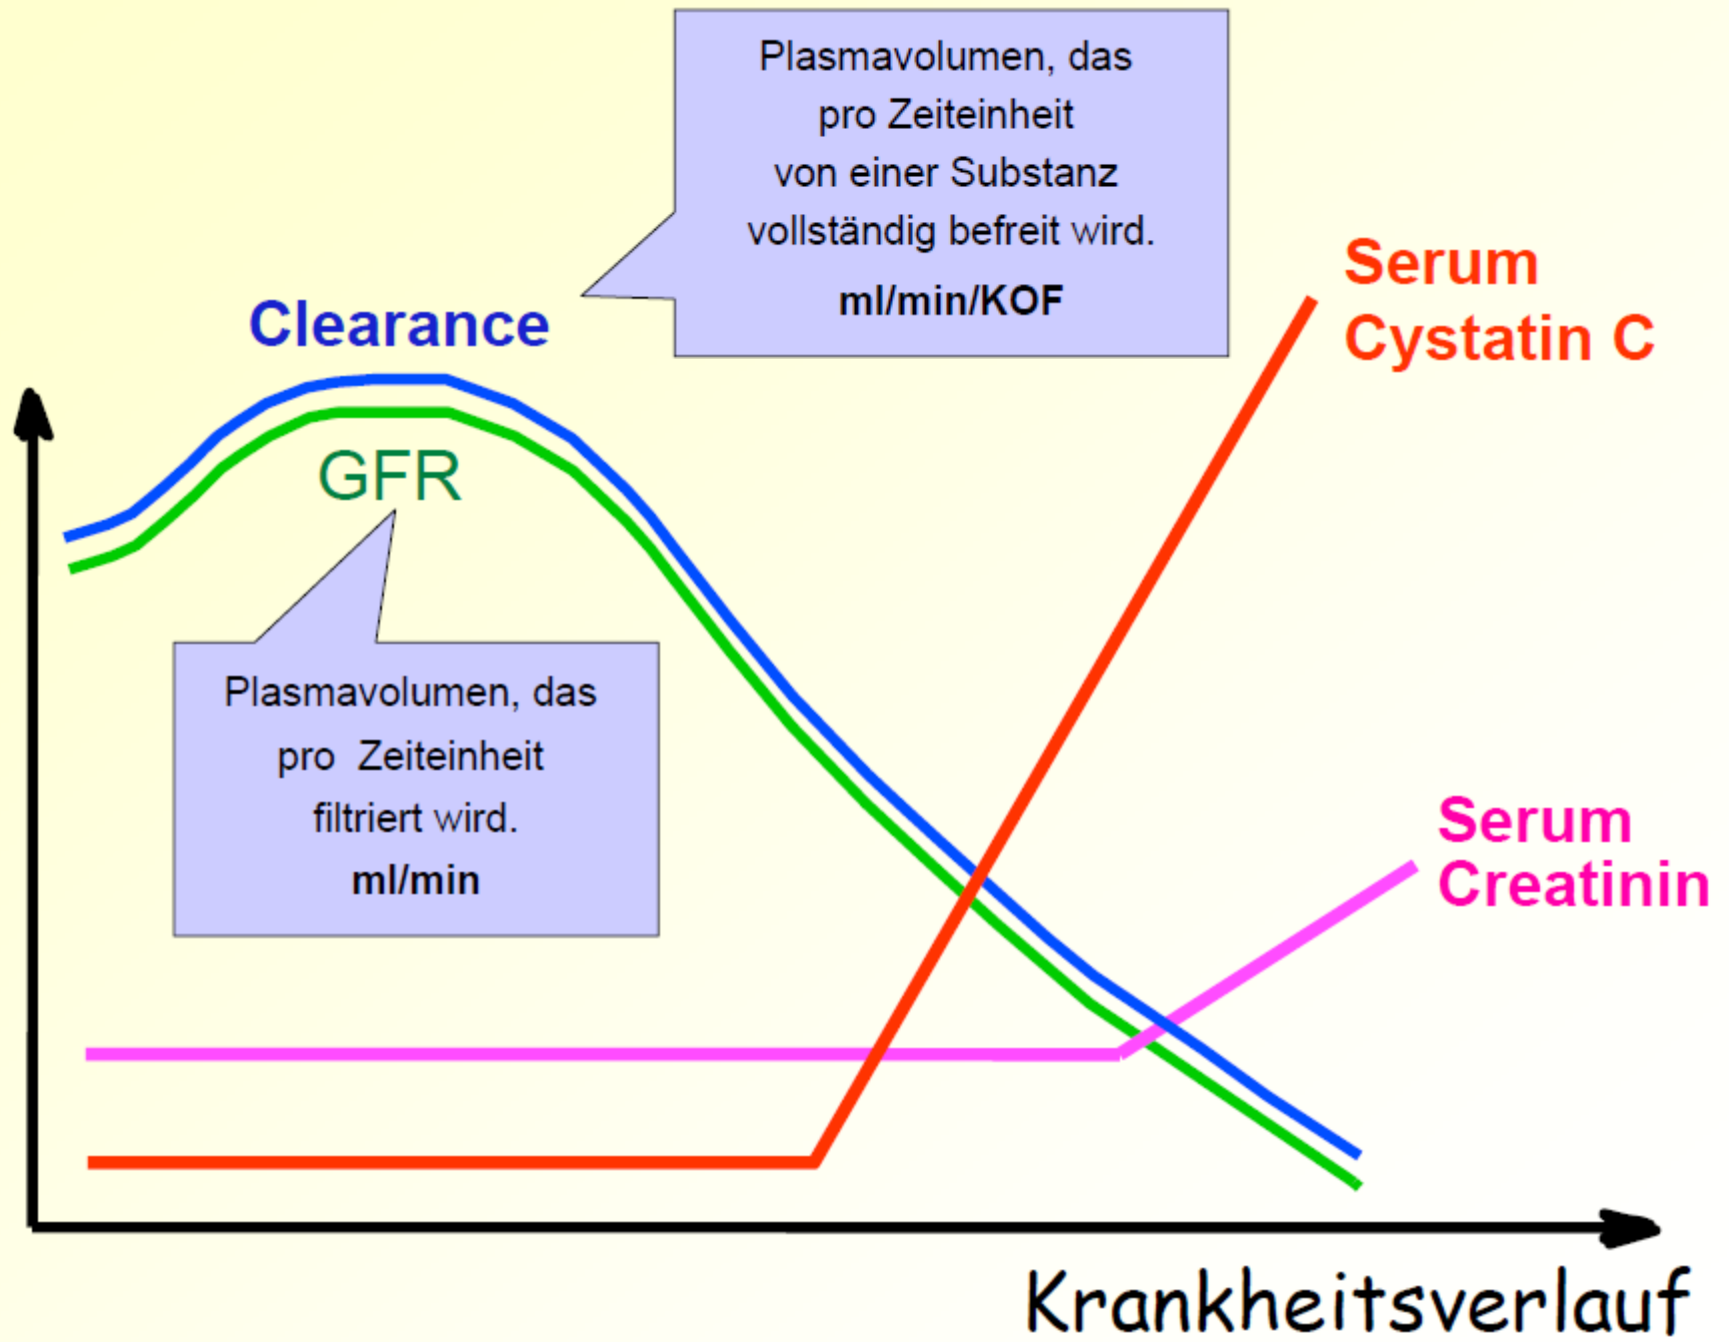 Plasmavolumen, das
pro Zeiteinheit
von einer Substanz
vollständig befreit wird.
ml/min/KOF
Clearance
Serum
Cystatin C
GFR
Plasmavolumen, das
pro Zeiteinheit
filtriert wird.
ml/min
Serum
Creatinin
Krankheitsverlauf